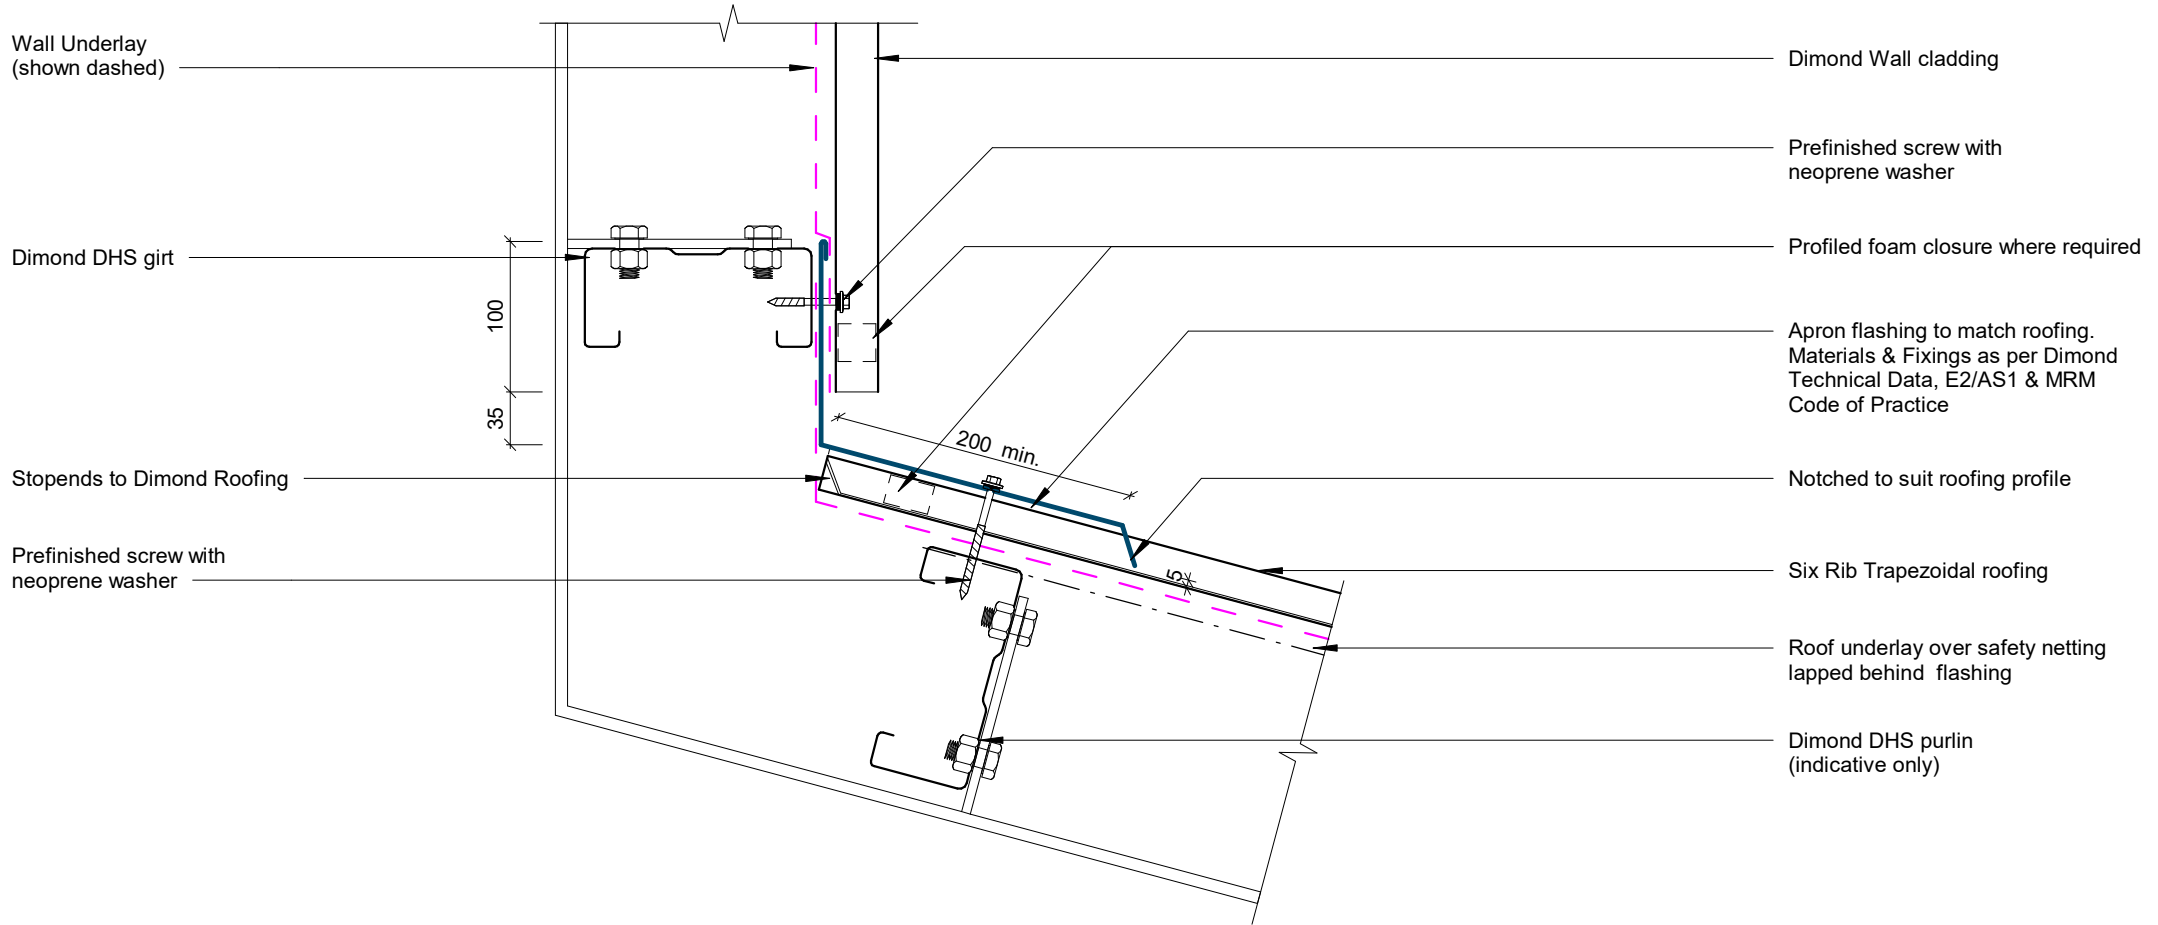 Wall Underlay
(shown dashed)
Dimond DHS girt
100
35
Stopends to Dimond Roofing
Prefinished screw with
neoprene washer
200 min.
5
Dimond Wall cladding
Prefinished screw with
neoprene washer
Profiled foam closure where required
Apron flashing to match roofing.
Materials & Fixings as per Dimond
Technical Data, E2/AS1 & MRM
Code of Practice
Notched to suit roofing profile
Six Rib Trapezoidal roofing
Roof underlay over safety netting
lapped behind flashing
Dimond DHS purlin
(indicative only)